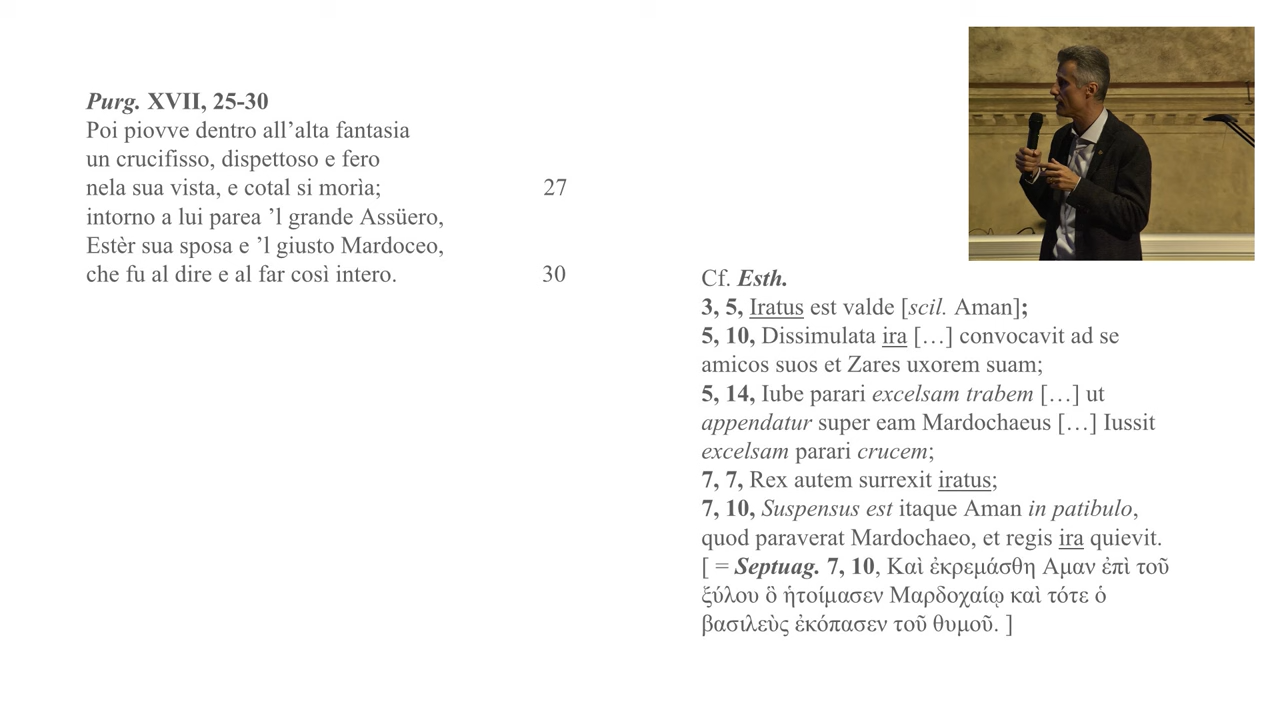 Purg. XVII, 25-30
Poi piovve dentro all’alta fantasia
un crucifisso, dispettoso e fero
nela sua vista, e cotal si morìa; 27
intorno a lui parea ’l grande Assüero,
Estèr sua sposa e ’l giusto Mardoceo,
che fu al dire e al far così intero. 30
Cf. Esth.
3, 5, Iratus est valde [scil. Aman];
5, 10, Dissimulata ira […] convocavit ad se
amicos suos et Zares uxorem suam;
5, 14, Iube parari excelsam trabem […] ut
appendatur super eam Mardochaeus […] Iussit
excelsam parari crucem;
7, 7, Rex autem surrexit iratus;
7, 10, Suspensus est itaque Aman in patibulo,
quod paraverat Mardochaeo, et regis ira quievit.
[ = Septuag. 7, 10, Καὶ ἐκρεμάσθη Αμαν ἐπὶ τοῦ
ξύλου ὃ ἡτοίμασεν Μαρδοχαίῳ καὶ τότε ὁ
βασιλεὺς ἐκόπασεν τοῦ θυμοῦ. ]